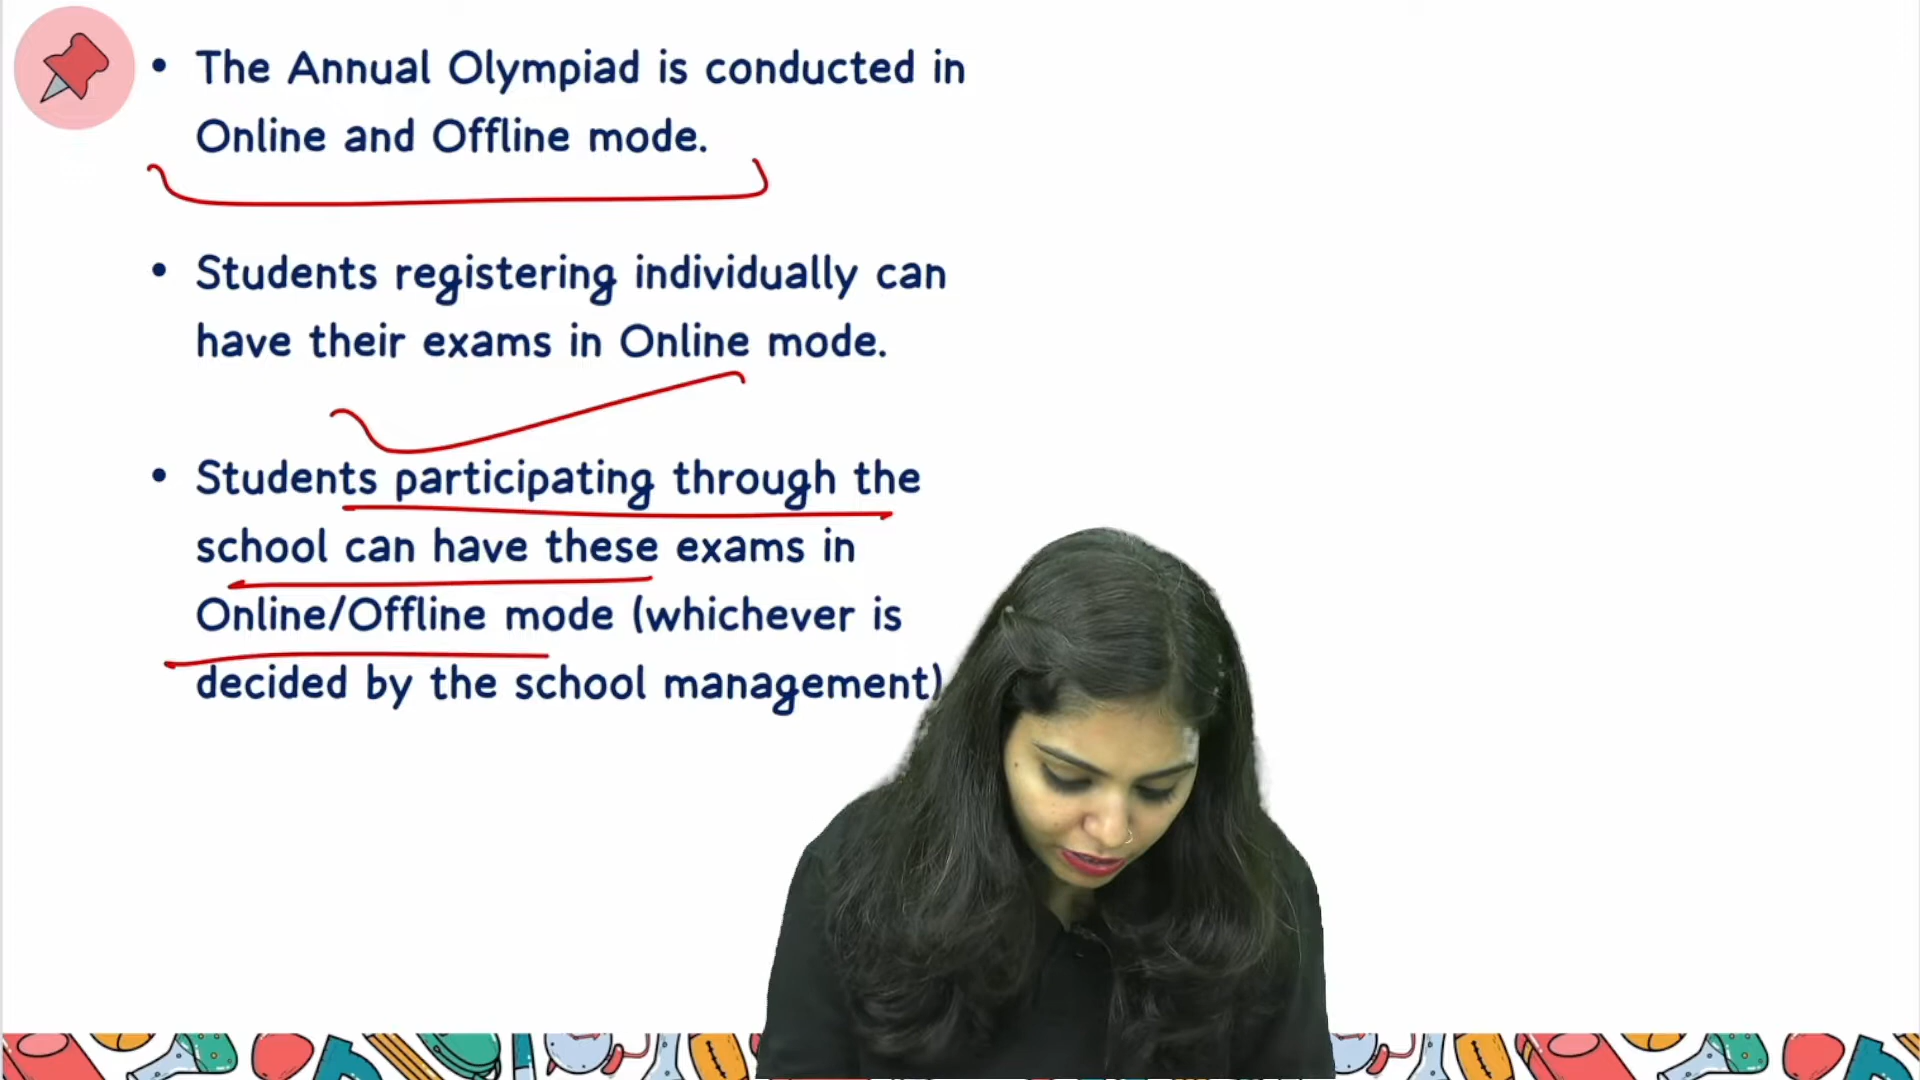 • The Annual Olympiad is conducted in
Online and Offline mode.
• Students registering individually can
have their exams in Online mode.
• Students participating through the
school can have these exams in
Online/Offline mode (whichever is
decided by the school management)